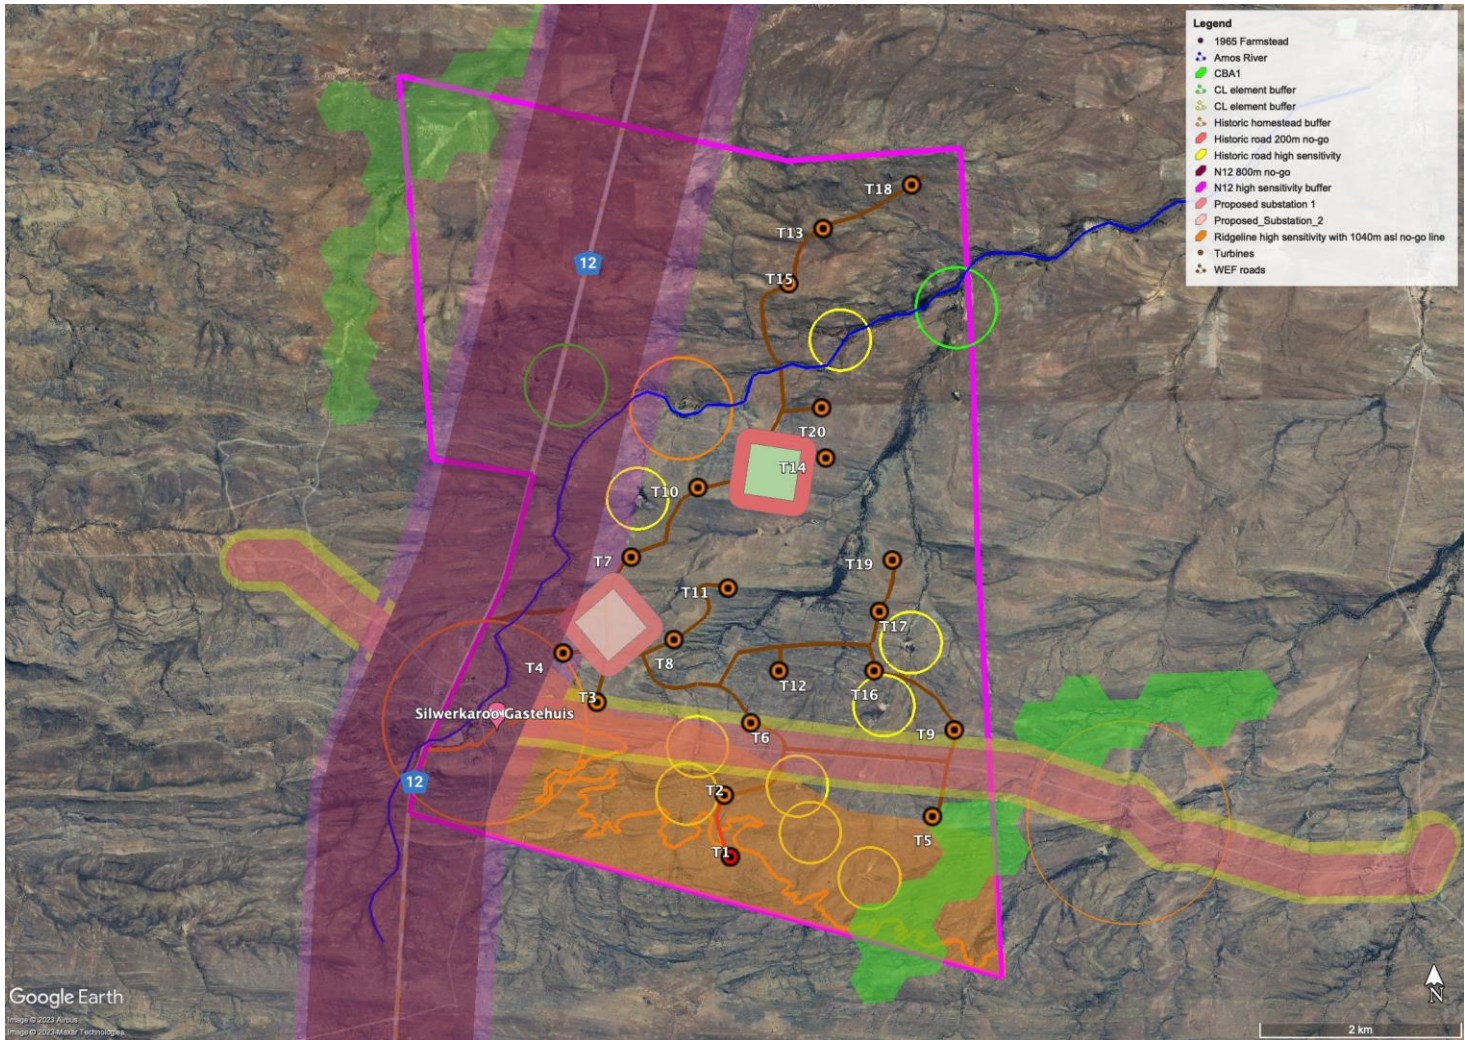 Legend
1965 Farmstead
Amos River
CBA1
CL element buffer
CL element buffer
Historic homestead buffer
Historic road 200m no-go
Historic road high sensitivity
N12 800m no-go
N12 high sensitivity buffer
Proposed substation 1
Proposed_Substation_2
Ridgeline high sensitivity with 1040m asl no-go line
Turbines
WEF roads
T18
T13
12
T15
T20
T14
T10
T7
T19
T11
T17
T8
T4
T12
T16
T3
Silwerkaroo Gastehuis
T6
T9
12
T2
T5
T1
Google Earth
Image © 2023 Airbus
Image © 2023 Maxar Technologies
N
2 km